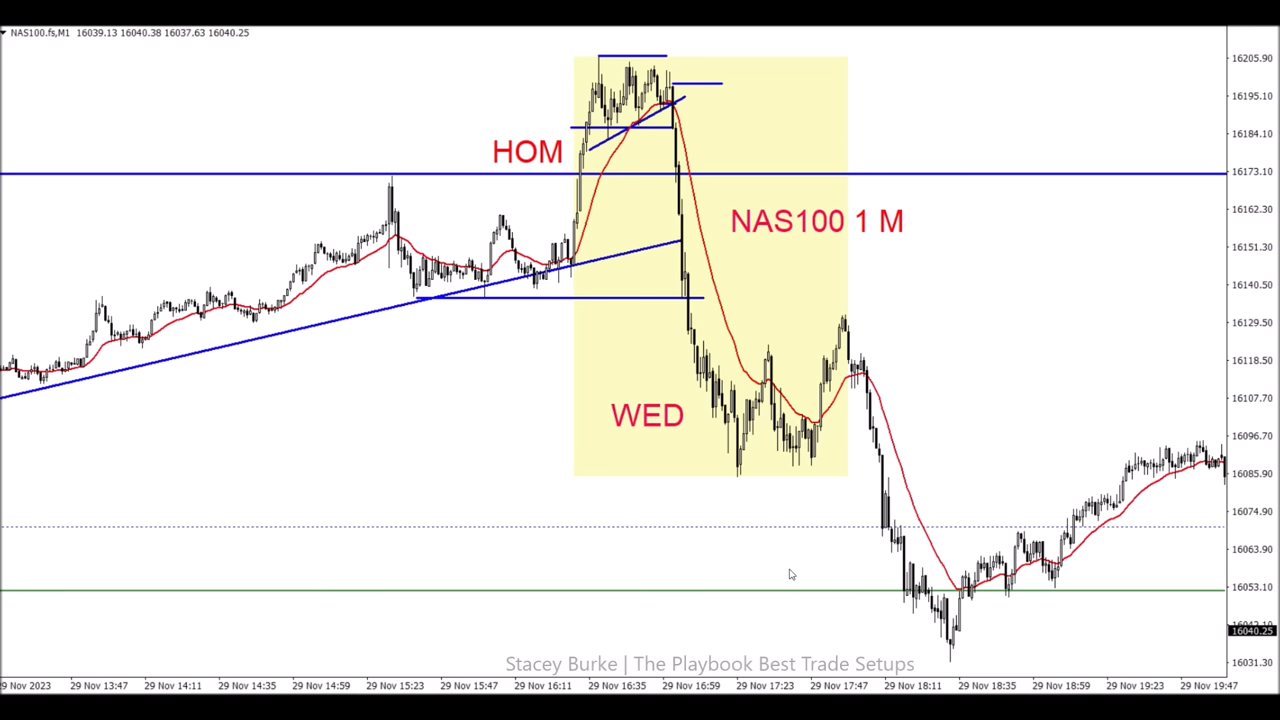 NAS100.fs,M1 16039.13 16040.38 16037.63 16040.25
16205.90
16195.10
16184.10
HOM
16173.10
16162.30
NAS100 1 M
16151.30
16140.50
16129.50
16118.50
16107.70
WED
16096.70
16085.90
16074.90
16063.90
16053.10
16040.25
16031.30
Stacey Burke | The Playbook Best Trade Setups
29 Nov 2023 29 Nov 13:47 29 Nov 14:11 29 Nov 14:35 29 Nov 14:59 29 Nov 15:23 29 Nov 15:47 29 Nov 16:11 29 Nov 16:35 29 Nov 16:59 29 Nov 17:23 29 Nov 17:47 29 Nov 18:11 29 Nov 18:35 29 Nov 18:59 29 Nov 19:23 29 Nov 19:47